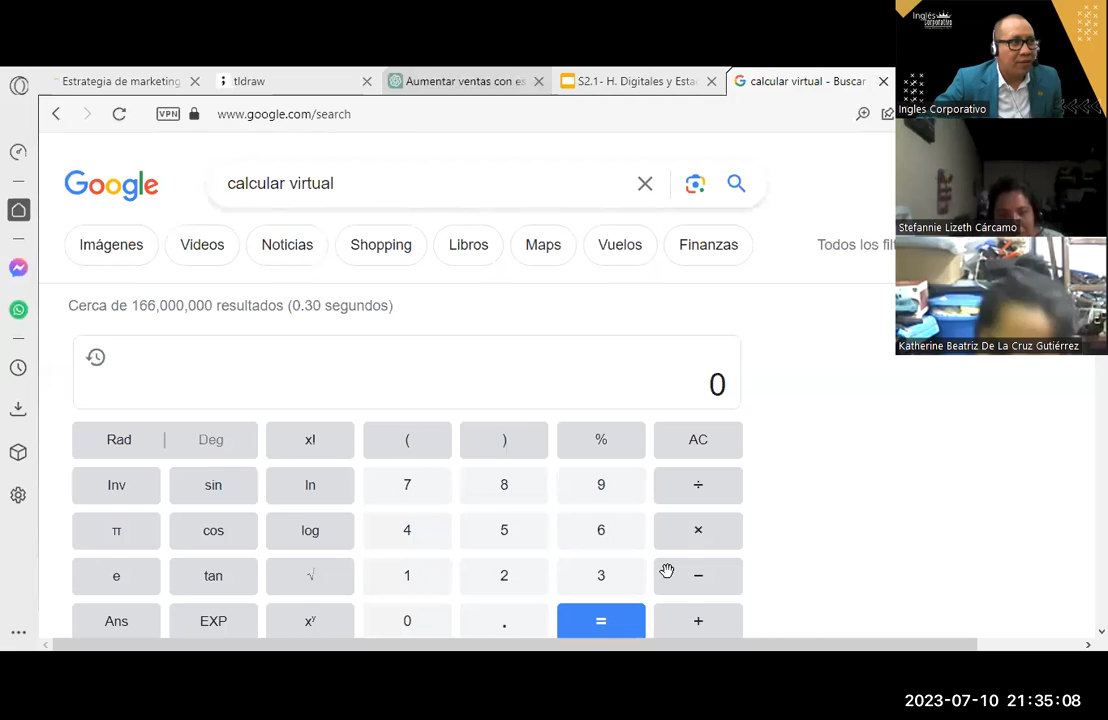 Estrategia de marketing
tldraw
Aumentar ventas con es
S2.1- H. Digitales y Esta
calcular virtual - Buscar
VPN
www.google.com/search
Google
calcular virtual
Imágenes
Videos
Noticias
Shopping
Libros
Maps
Vuelos
Finanzas
Todos los fil
Cerca de 166,000,000 resultados (0.30 segundos)
0
Rad | Deg x! ( ) % AC
Inv sin ln 7 8 9 ÷
π cos log 4 5 6 ×
e tan √ 1 2 3 −
Ans EXP xʸ 0 . = +
Inglés
Corporativo
Ingles Corporativo
Stefannie Lizeth Cárcamo
Katherine Beatriz De La Cruz Gutiérrez
2023-07-10 21:35:08